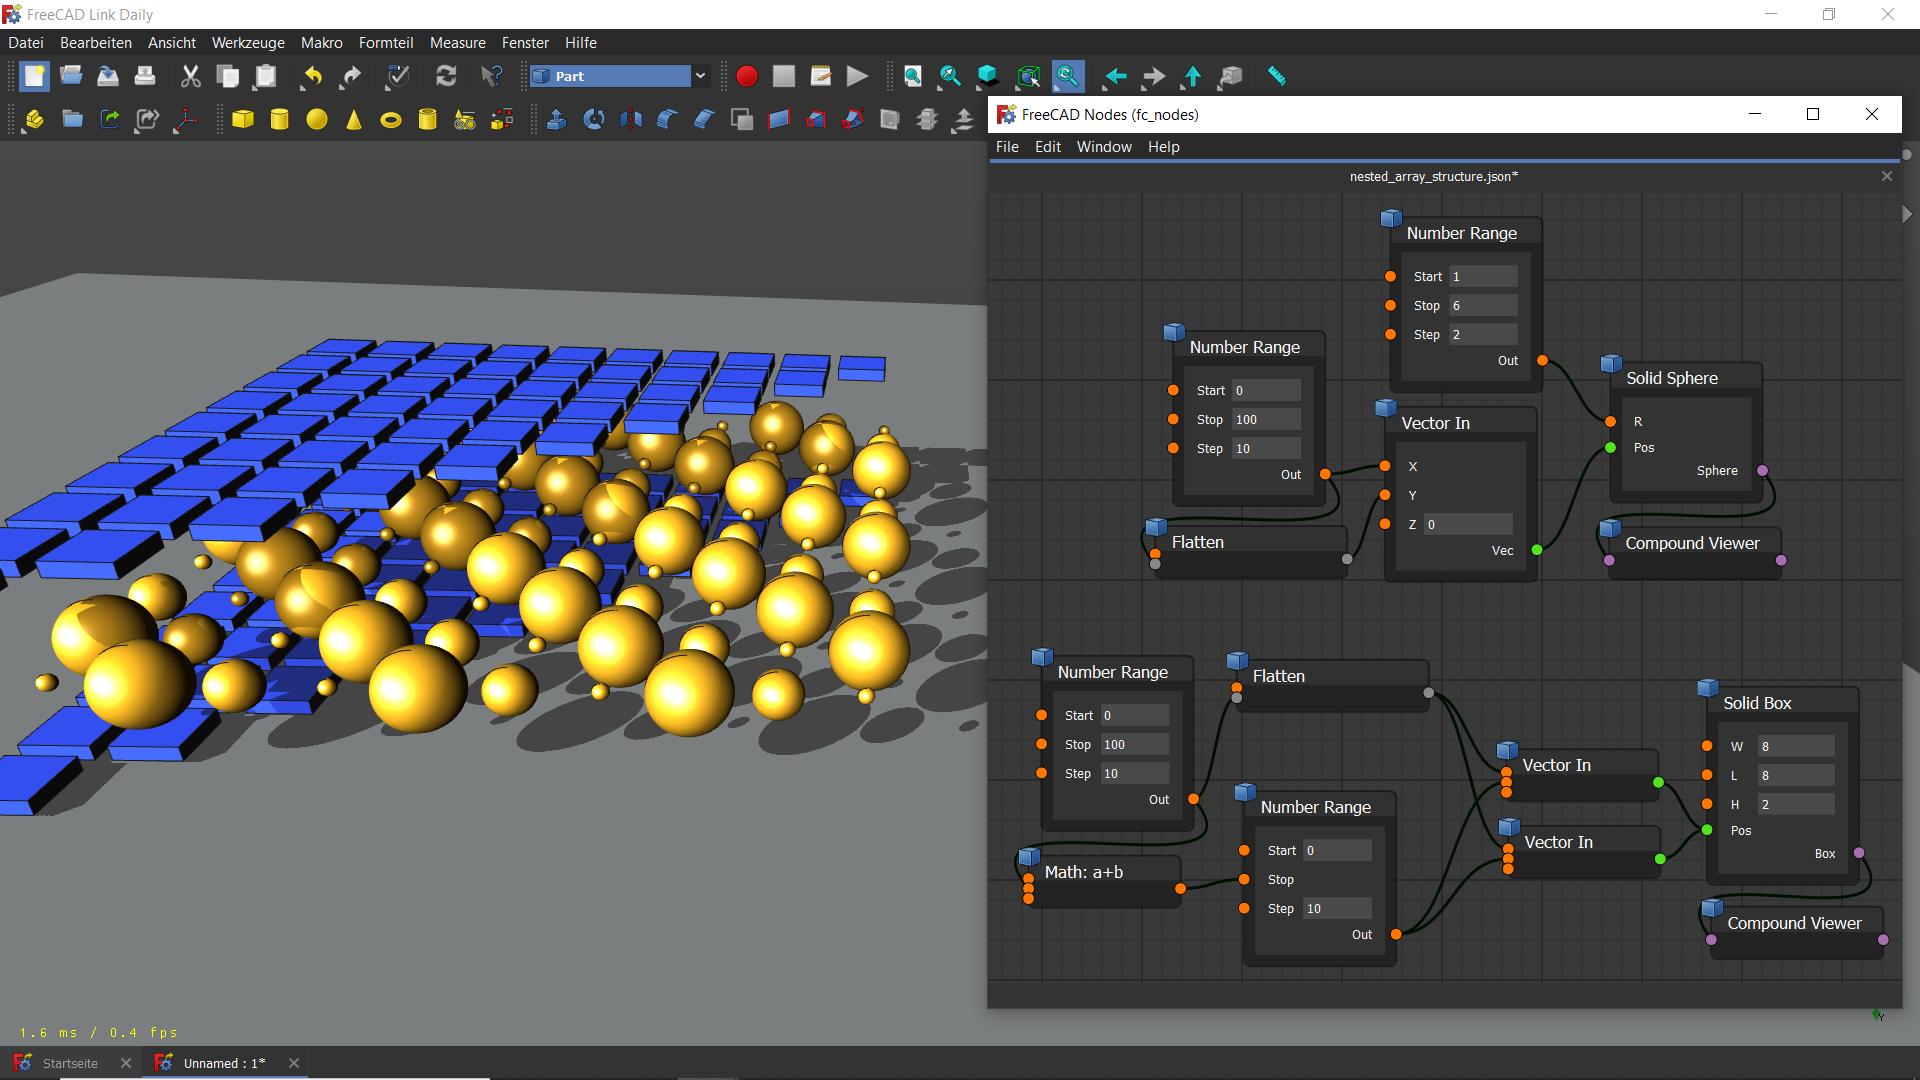 FreeCAD Link Daily
Datei Bearbeiten Ansicht Werkzeuge Makro Formteil Measure Fenster Hilfe
Part
FreeCAD Nodes (fc_nodes)
File Edit Window Help
nested_array_structure.json*
Number Range
Start 1
Stop 6
Step 2
Out
Number Range
Start 0
Stop 100
Step 10
Out
Solid Sphere
R
Pos
Sphere
Vector In
X
Y
Z 0
Vec
Flatten
Compound Viewer
Number Range
Start 0
Stop 100
Step 10
Out
Flatten
Solid Box
W 8
L 8
H 2
Pos
Box
Vector In
Number Range
Start 0
Stop
Step 10
Out
Vector In
Math: a+b
Compound Viewer
Y
1.6 ms / 0.4 fps
Startseite
Unnamed : 1*